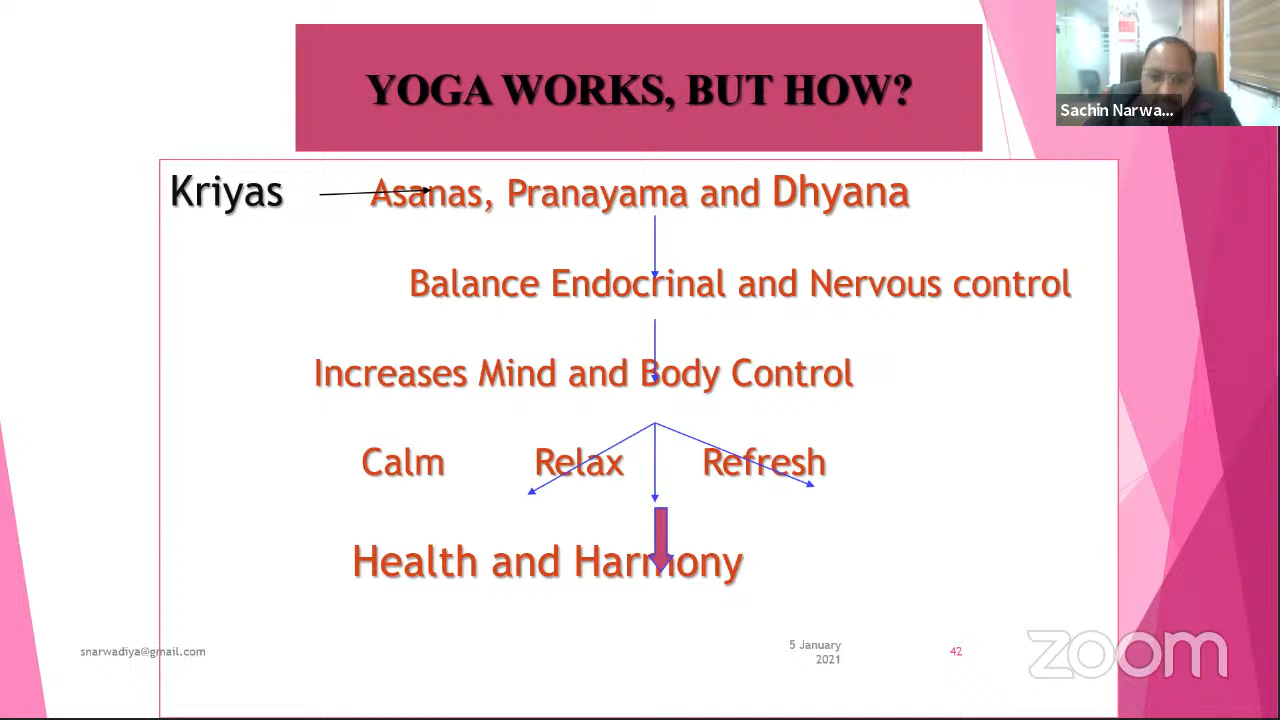 YOGA WORKS, BUT HOW?
Sachin Narwa...
Kriyas Asanas, Pranayama and Dhyana
Balance Endocrinal and Nervous control
Increases Mind and Body Control
Calm Relax Refresh
Health and Harmony
snarwadiya@gmail.com
5 January
2021
42
zoom